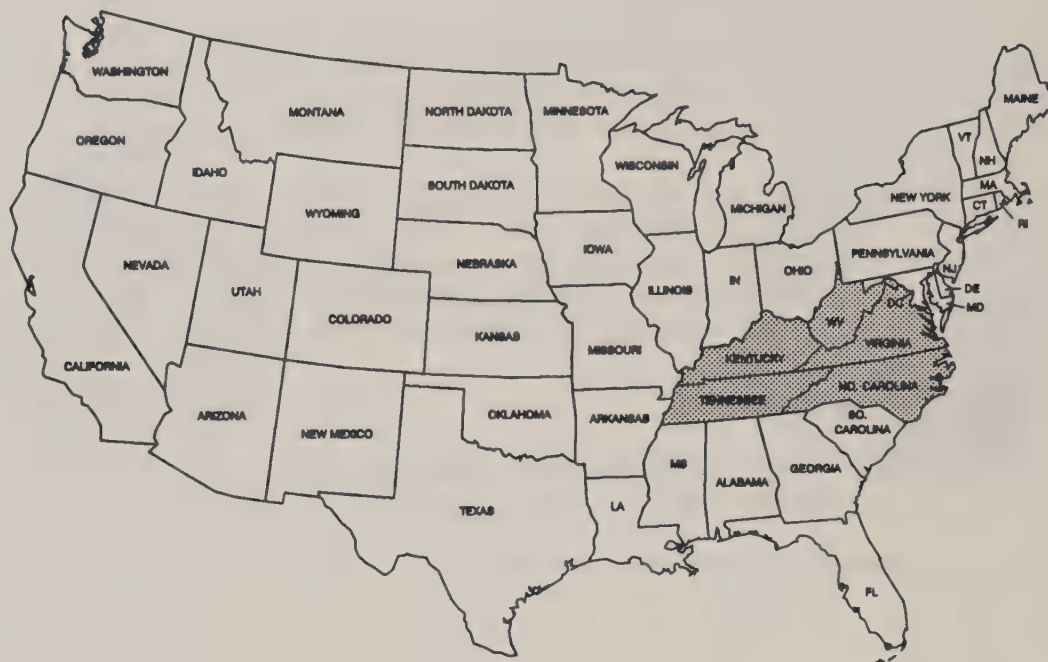 WASHINGTON
MONTANA
NORTH DAKOTA
MINNESOTA
MAINE
OREGON
IDAHO
VT
NH
WISCONSIN
SOUTH DAKOTA
MICHIGAN
NEW YORK
MA
CT
RI
WYOMING
IOWA
PENNSYLVANIA
NEVADA
NEBRASKA
OHIO
NJ
UTAH
ILLINOIS
IN
DE
COLORADO
DC
MD
KANSAS
WV
MISSOURI
VIRGINIA
KENTUCKY
CALIFORNIA
NO. CAROLINA
TENNESSEE
ARIZONA
OKLAHOMA
ARKANSAS
SO.
CAROLINA
NEW MEXICO
MS
GEORGIA
ALABAMA
TEXAS
LA
FL